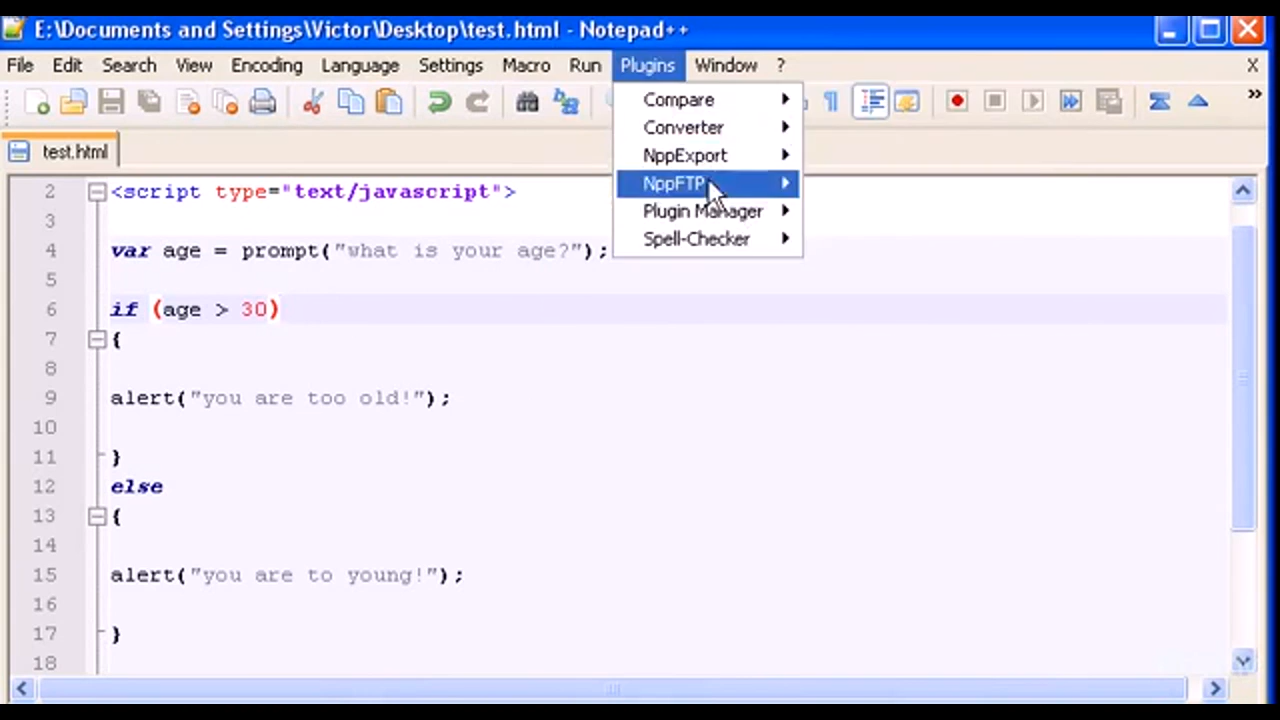 E:\Documents and Settings\Victor\Desktop\test.html - Notepad++
File Edit Search View Encoding Language Settings Macro Run Plugins Window ? X
Compare
Converter
NppExport
NppFTP
Plugin Manager
Spell-Checker
test.html
2 <script type="text/javascript">
3
4 var age = prompt("what is your age?");
5
6 if (age > 30)
7 {
8
9 alert("you are too old!");
10
11 }
12 else
13 {
14
15 alert("you are to young!");
16
17 }
18